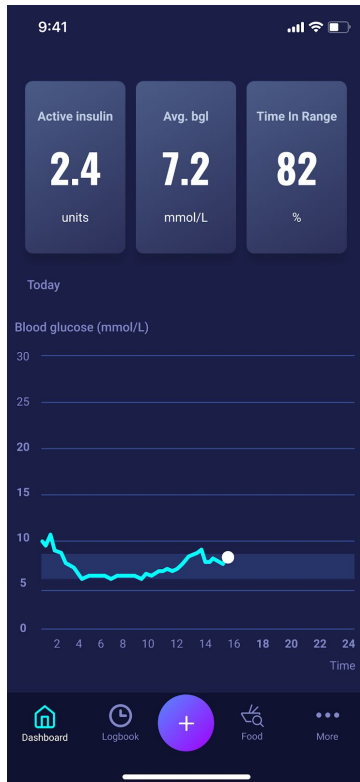 9:41
Active insulin Avg. bgl Time In Range
2.4 7.2 82
units mmol/L %
Today
Blood glucose (mmol/L)
30
25
20
15
10
5
0
2 4 6 8 10 12 14 16 18 20 22 24
Time
+
Dashboard Logbook Food More